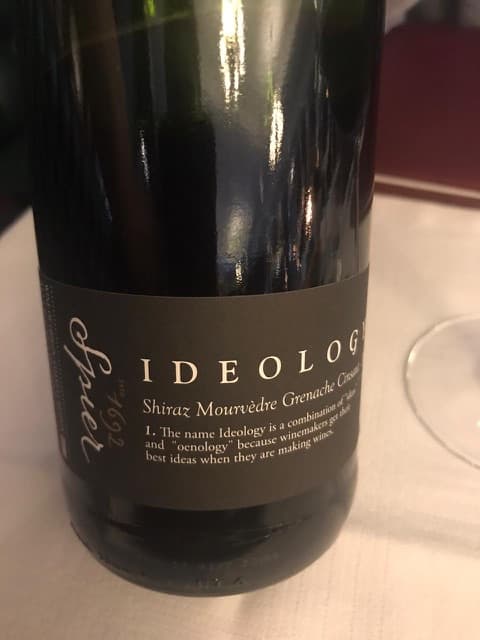 Spier
1692
IDEOLOGY
Shiraz Mourvèdre Grenache Cinsaut
1. The name Ideology is a combination of "idea"
and "oenology" because winemakers get their
best ideas when they are making wines.